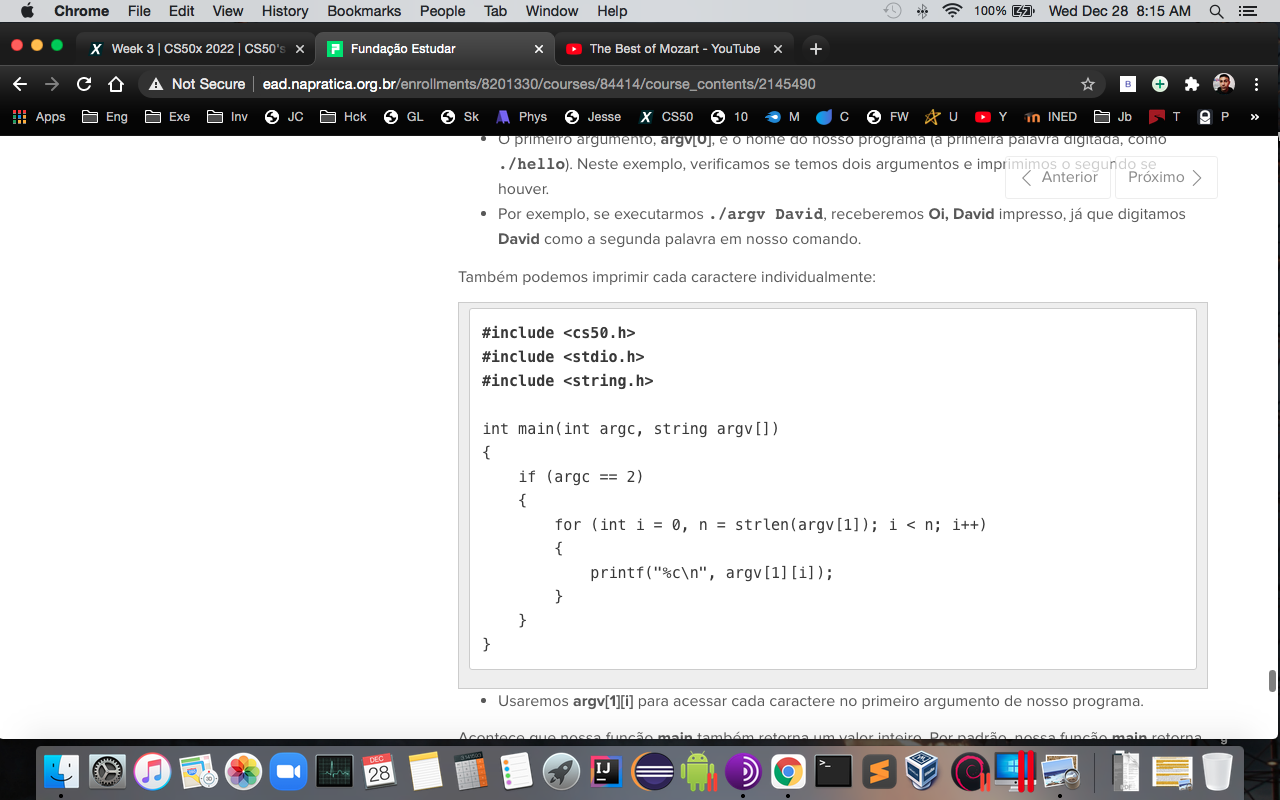 Chrome File Edit View History Bookmarks People Tab Window Help 100% Wed Dec 28 8:15 AM
Week 3 | CS50x 2022 | CS50's Fundação Estudar The Best of Mozart - YouTube
Not Secure ead.napratica.org.br/enrollments/8201330/courses/84414/course_contents/2145490
Apps Eng Exe Inv JC Hck GL Sk Phys Jesse CS50 10 M C FW U Y INED Jb T P »
O primeiro argumento, argv[0], é o nome do nosso programa (a primeira palavra digitada, como
./hello). Neste exemplo, verificamos se temos dois argumentos e imprimimos o segundo se
houver.
Anterior Próximo
Por exemplo, se executarmos ./argv David, receberemos Oi, David impresso, já que digitamos
David como a segunda palavra em nosso comando.
Também podemos imprimir cada caractere individualmente:
#include <cs50.h>
#include <stdio.h>
#include <string.h>
int main(int argc, string argv[])
{
if (argc == 2)
{
for (int i = 0, n = strlen(argv[1]); i < n; i++)
{
printf("%c\n", argv[1][i]);
}
}
}
Usaremos argv[1][i] para acessar cada caractere no primeiro argumento de nosso programa.
Acontece que nossa função main também retorna um valor inteiro. Por padrão, nossa função main retorna
DEC
28